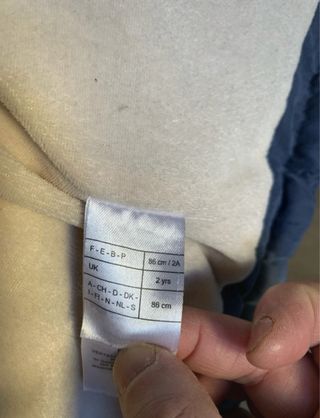 F - E - B - P
86 cm / 2A
UK
2 yrs
A - CH - D - DK -
I - FI - N - NL - S
86 cm